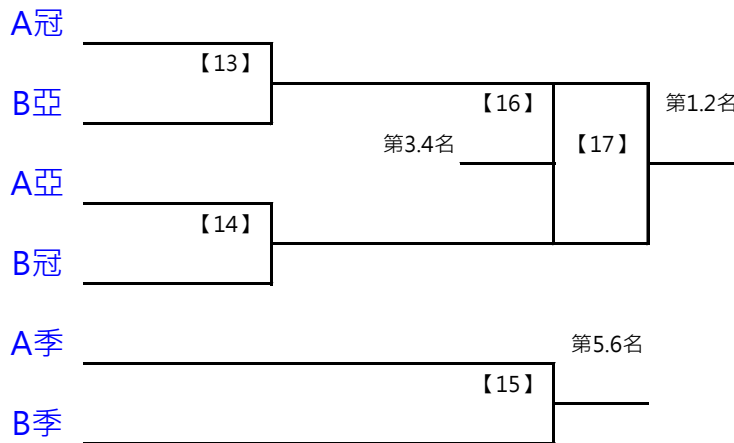 A冠
【13】
B亞
【16】
第1.2名
第3.4名
【17】
A亞
【14】
B冠
A季
第5.6名
【15】
B季